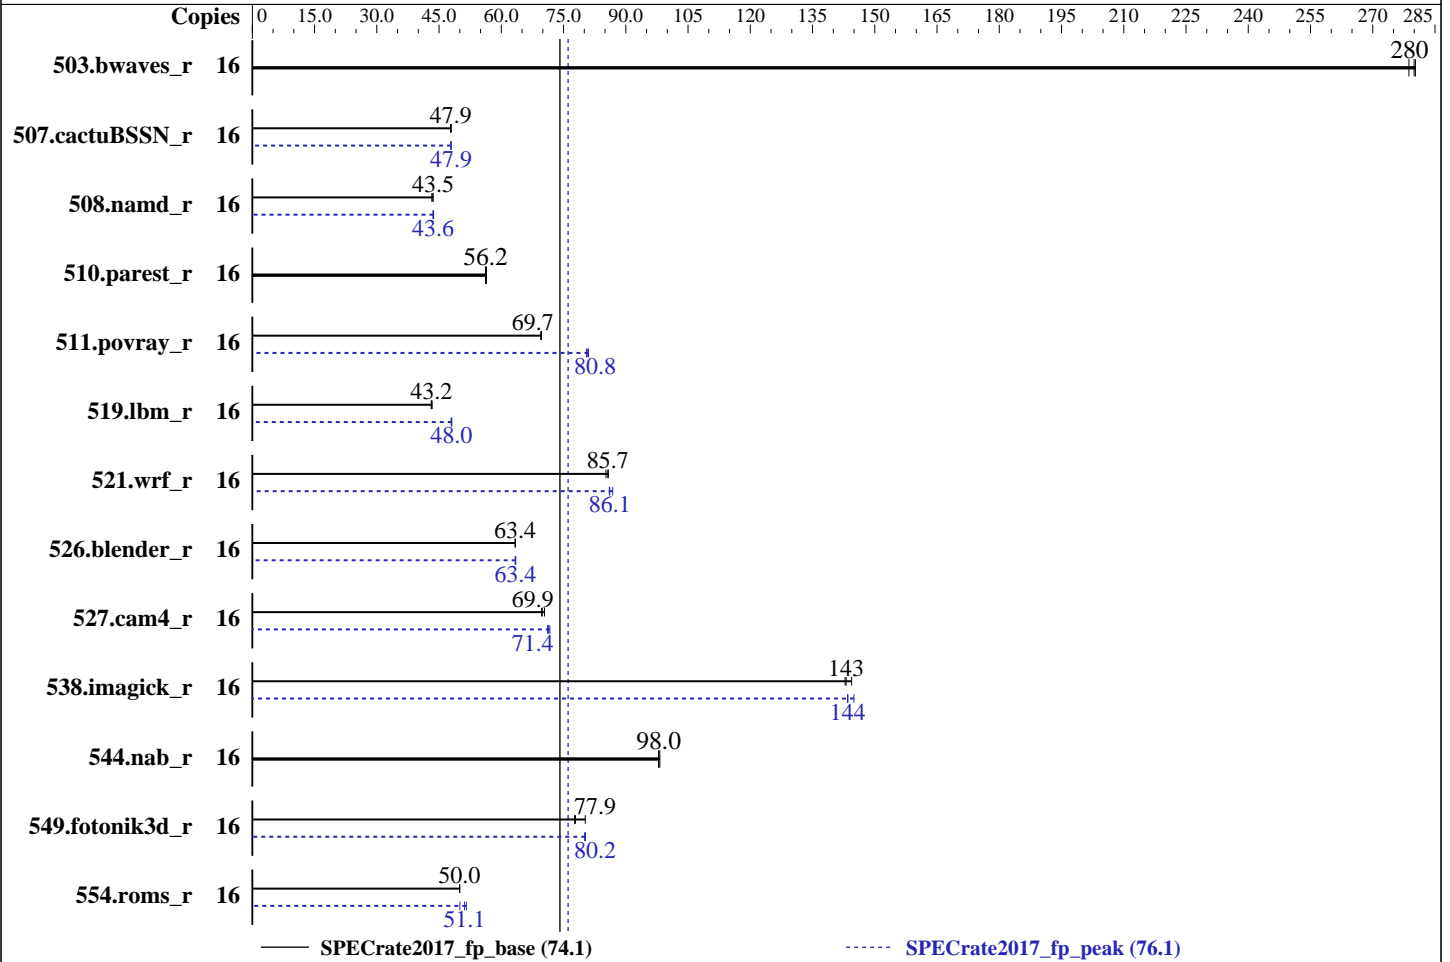 Copies 0 15.0 30.0 45.0 60.0 75.0 90.0 105 120 135 150 165 180 195 210 225 240 255 270 285
503.bwaves_r 16 280
507.cactuBSSN_r 16 47.9
47.9
508.namd_r 16 43.5
43.6
510.parest_r 16 56.2
511.povray_r 16 69.7
80.8
519.lbm_r 16 43.2
48.0
521.wrf_r 16 85.7
86.1
526.blender_r 16 63.4
63.4
527.cam4_r 16 69.9
71.4
538.imagick_r 16 143
144
544.nab_r 16 98.0
549.fotonik3d_r 16 77.9
80.2
554.roms_r 16 50.0
51.1
SPECrate2017_fp_base (74.1) SPECrate2017_fp_peak (76.1)